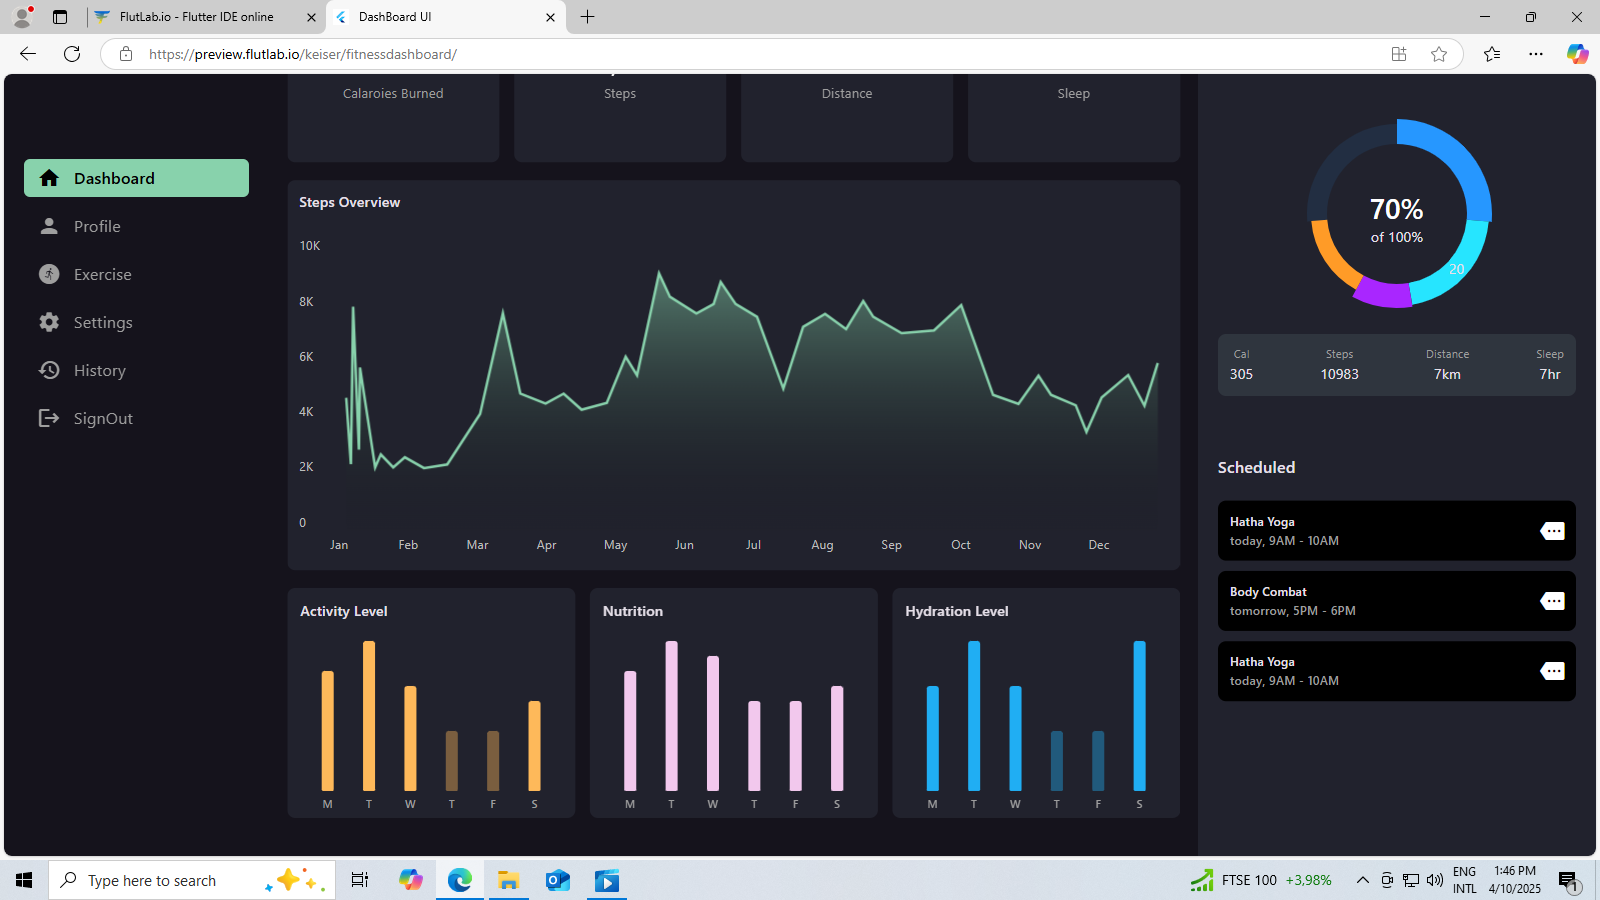 FlutLab.io - Flutter IDE online
DashBoard UI
https://preview.flutlab.io/keiser/fitnessdashboard/
Dashboard
Profile
Exercise
Settings
History
SignOut
Calaroies Burned
Steps
Distance
Sleep
Steps Overview
10K
8K
6K
4K
2K
0
Jan Feb Mar Apr May Jun Jul Aug Sep Oct Nov Dec
Activity Level
M T W T F S
Nutrition
M T W T F S
Hydration Level
M T W T F S
70%
of 100%
20
Cal Steps Distance Sleep
305 10983 7km 7hr
Scheduled
Hatha Yoga
today, 9AM - 10AM
Body Combat
tomorrow, 5PM - 6PM
Hatha Yoga
today, 9AM - 10AM
Type here to search
FTSE 100 +3,98%
ENG
INTL
1:46 PM
4/10/2025
1